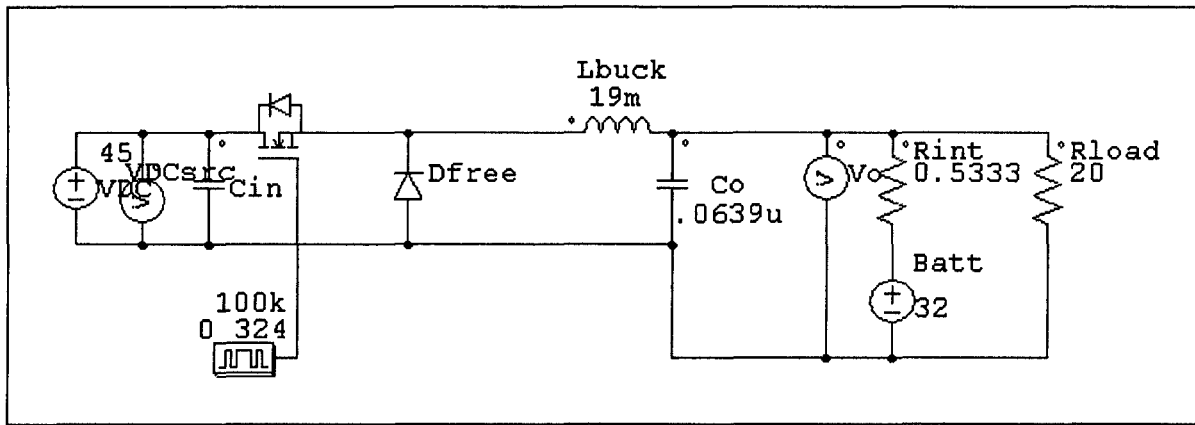 Lbuck
19m
45
VDCsrc
VDC
V
Cin
Dfree
Co
.0639u
V
Vo
Rint
0.5333
Rload
20
Batt
32
100k
0 324